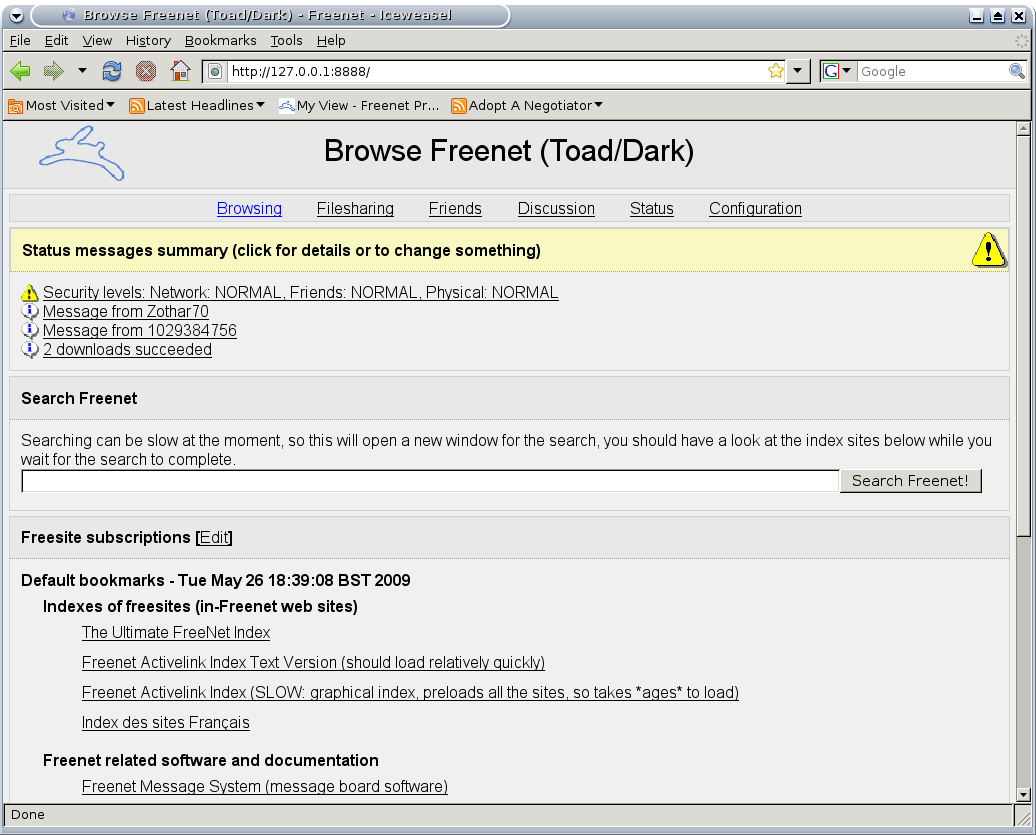 Browse Freenet (Toad/Dark) - Freenet - Iceweasel
File Edit View History Bookmarks Tools Help
http://127.0.0.1:8888/ G Google
Most Visited Latest Headlines My View - Freenet Pr... Adopt A Negotiator
Browse Freenet (Toad/Dark)
Browsing Filesharing Friends Discussion Status Configuration
Status messages summary (click for details or to change something)
Security levels: Network: NORMAL, Friends: NORMAL, Physical: NORMAL
Message from Zothar70
Message from 1029384756
2 downloads succeeded
Search Freenet
Searching can be slow at the moment, so this will open a new window for the search, you should have a look at the index sites below while you
wait for the search to complete.
Search Freenet!
Freesite subscriptions [Edit]
Default bookmarks - Tue May 26 18:39:08 BST 2009
Indexes of freesites (in-Freenet web sites)
The Ultimate FreeNet Index
Freenet Activelink Index Text Version (should load relatively quickly)
Freenet Activelink Index (SLOW: graphical index, preloads all the sites, so takes *ages* to load)
Index des sites Français
Freenet related software and documentation
Freenet Message System (message board software)
Done